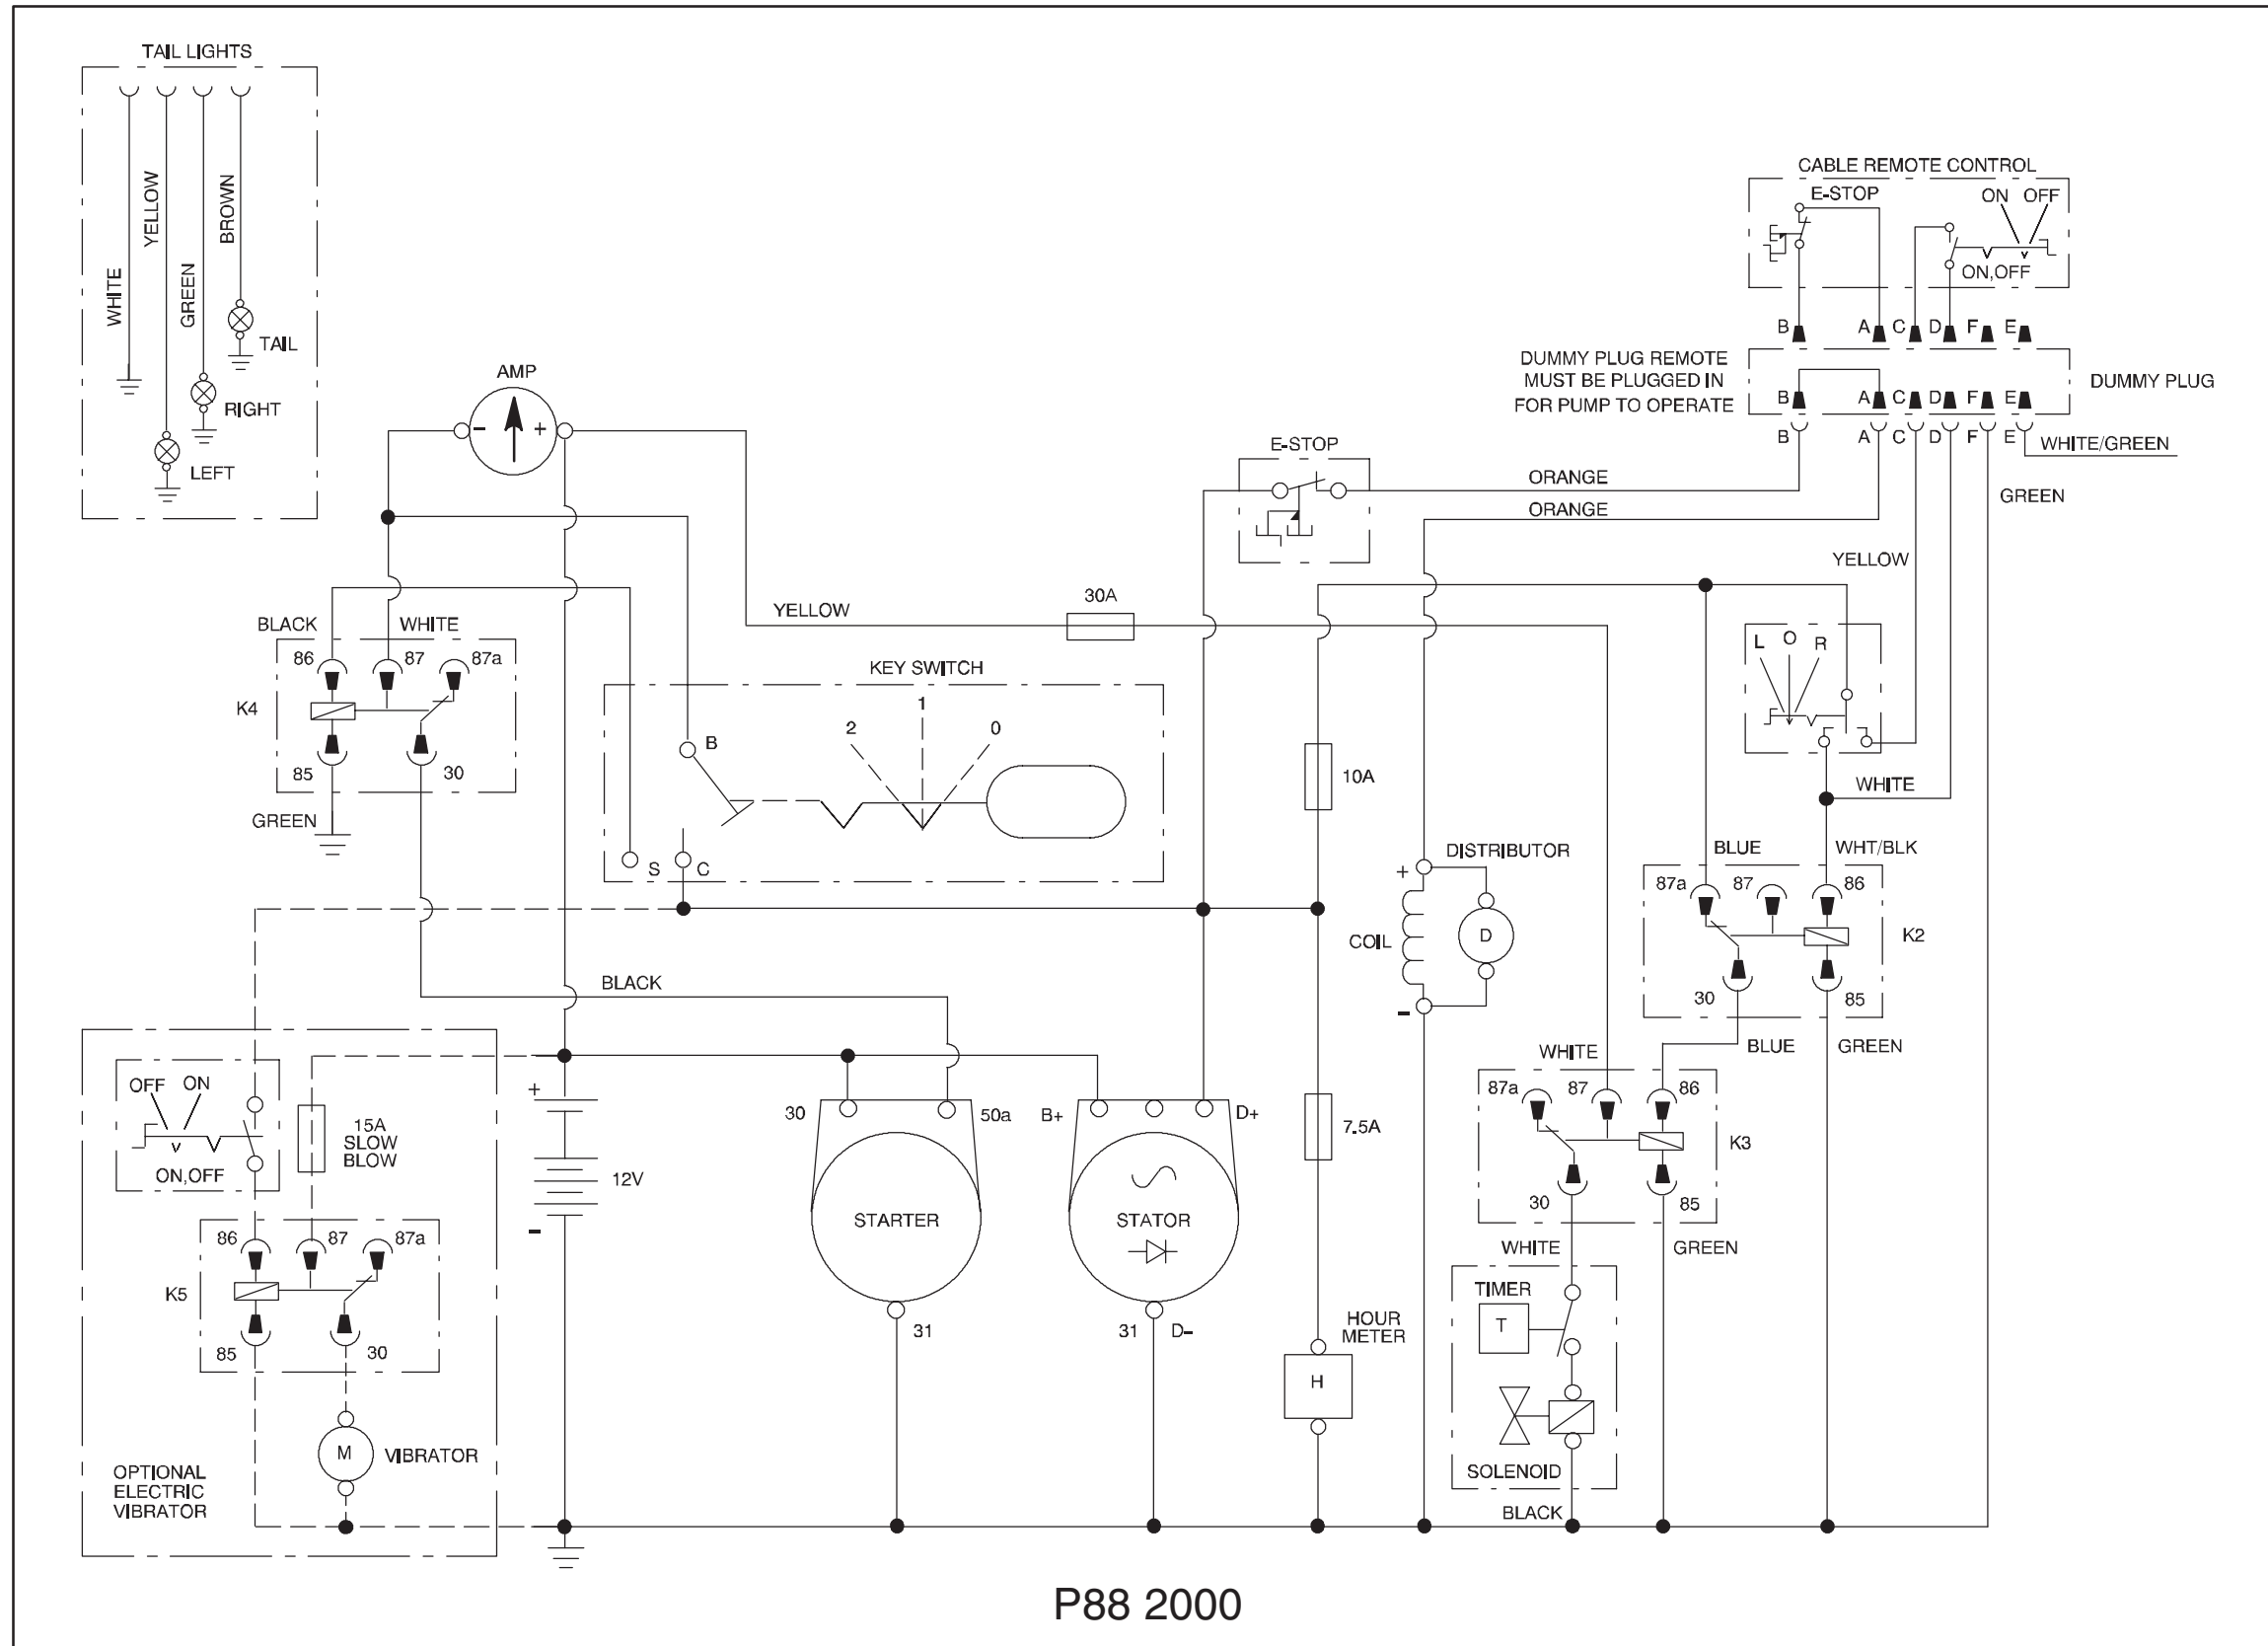 TAIL LIGHTS
WHITE
YELLOW
GREEN
BROWN
TAIL
RIGHT
LEFT
AMP
- +
CABLE REMOTE CONTROL
E-STOP
ON OFF
ON,OFF
B A C D F E
DUMMY PLUG REMOTE
MUST BE PLUGGED IN
FOR PUMP TO OPERATE
B A C D F E
DUMMY PLUG
B A C D F E
WHITE/GREEN
GREEN
E-STOP
ORANGE
ORANGE
YELLOW
YELLOW
30A
BLACK
WHITE
86 87 87a
K4
85 30
GREEN
KEY SWITCH
B
2 1 0
S C
L O R
WHITE
10A
DISTRIBUTOR
+
COIL
D
-
BLUE
WHT/BLK
87a 87 86
K2
30 85
BLUE
GREEN
BLACK
WHITE
87a 87 86
K3
30 85
WHITE
GREEN
OFF ON
ON,OFF
15A
SLOW
BLOW
+
12V
-
30 50a
STARTER
31
B+ D+
STATOR
31 D-
7.5A
HOUR
METER
H
TIMER
T
SOLENOID
BLACK
86 87 87a
K5
85 30
M
VIBRATOR
OPTIONAL
ELECTRIC
VIBRATOR
P88 2000